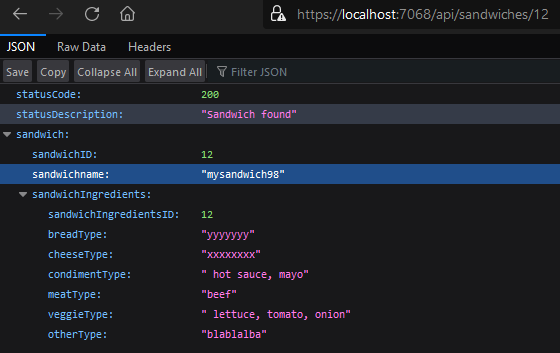 https://localhost:7068/api/sandwiches/12
JSON Raw Data Headers
Save Copy Collapse All Expand All Filter JSON
statusCode: 200
statusDescription: "Sandwich found"
sandwich:
sandwichID: 12
sandwichname: "mysandwich98"
sandwichIngredients:
sandwichIngredientsID: 12
breadType: "yyyyyyy"
cheeseType: "xxxxxxxx"
condimentType: " hot sauce, mayo"
meatType: "beef"
veggieType: " lettuce, tomato, onion"
otherType: "blablalba"